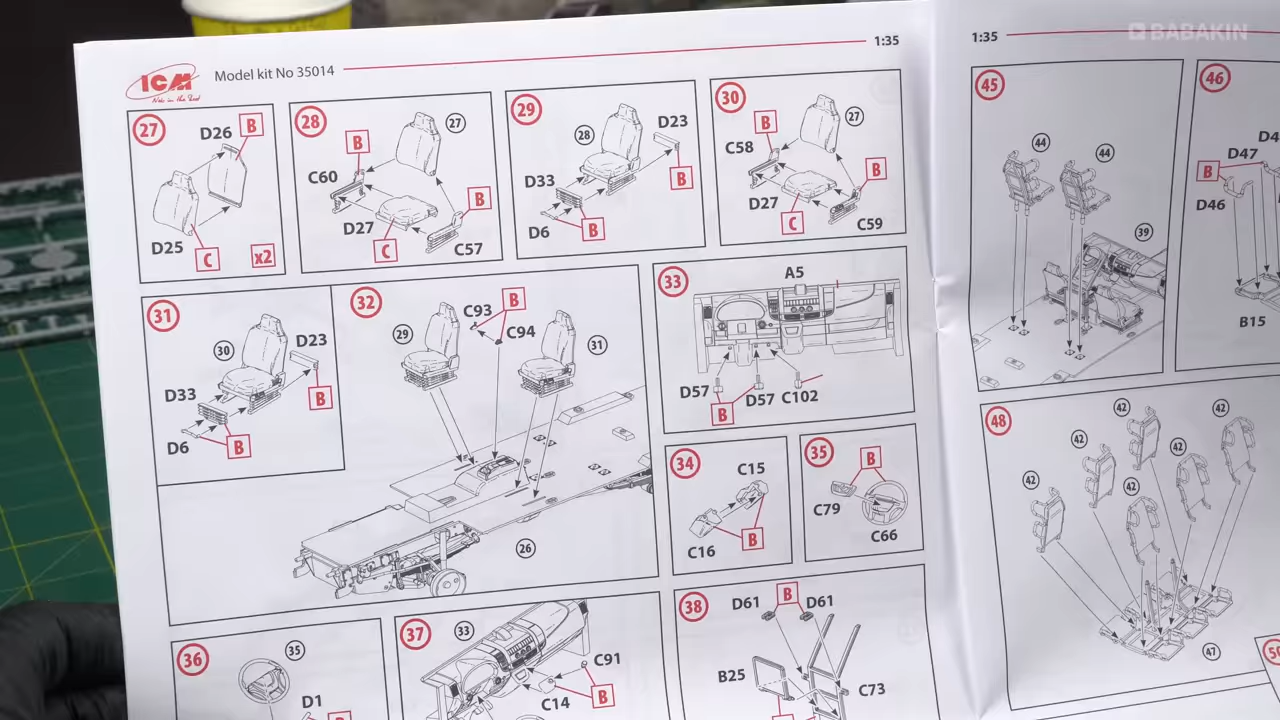 BABAKIN
ICM
New in the Box!
Model kit No 35014
1:35
1:35
27
D26
B
D25
C
x2
28
27
B
C60
D27
C
B
C57
29
28
D23
B
D33
D6
B
30
27
B
C58
B
D27
C
C59
45
44
44
39
46
D47
B
D46
B15
31
30
D23
D33
B
D6
B
32
C93
B
29
C94
31
26
33
A5
D57
B
D57
C102
34
C15
C16
B
35
B
C79
C66
48
42
42
42
42
42
42
47
36
35
D1
37
33
C91
C14
B
38
D61
B
D61
B25
C73